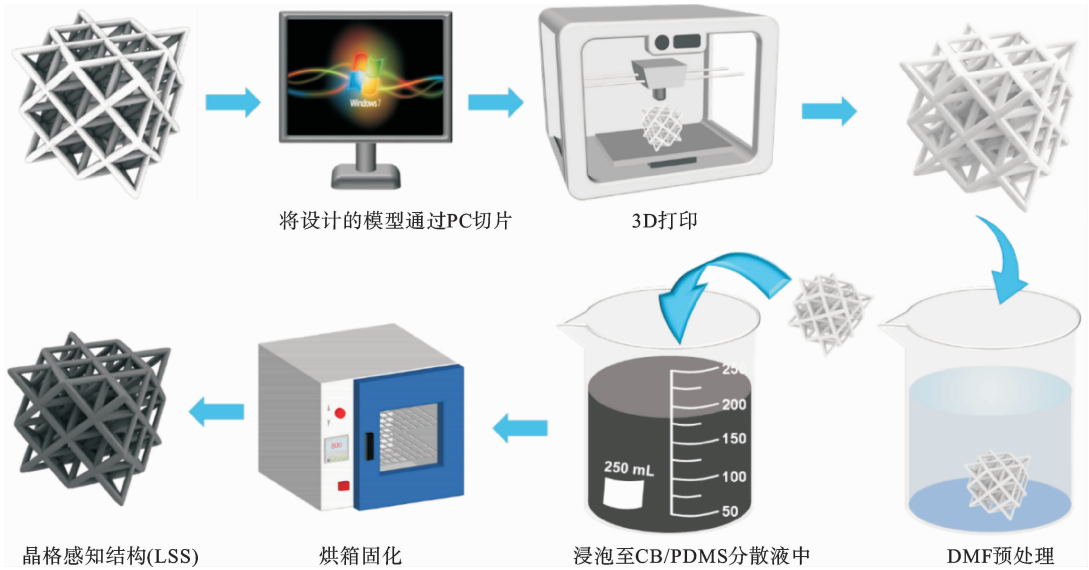 Windows 7
将设计的模型通过PC切片
3D打印
250
200
150
100
50
250 mL
800
晶格感知结构(LSS)
烘箱固化
浸泡至CB/PDMS分散液中
DMF预处理